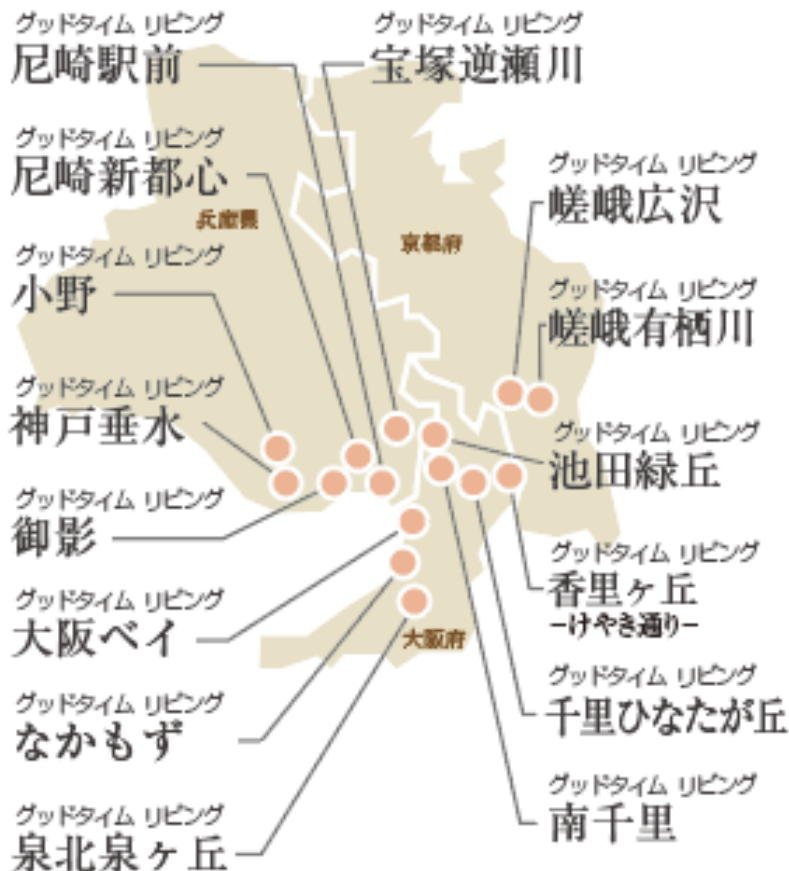 グッドタイム リビング
尼崎駅前
グッドタイム リビング
宝塚逆瀬川
グッドタイム リビング
尼崎新都心
グッドタイム リビング
嵯峨広沢
兵庫県
京都府
グッドタイム リビング
小野
グッドタイム リビング
嵯峨有栖川
グッドタイム リビング
神戸垂水
グッドタイム リビング
池田緑丘
グッドタイム リビング
御影
グッドタイム リビング
香里ヶ丘
−けやき通り−
グッドタイム リビング
大阪ベイ
大阪府
グッドタイム リビング
千里ひなたが丘
グッドタイム リビング
なかもず
グッドタイム リビング
南千里
グッドタイム リビング
泉北泉ヶ丘